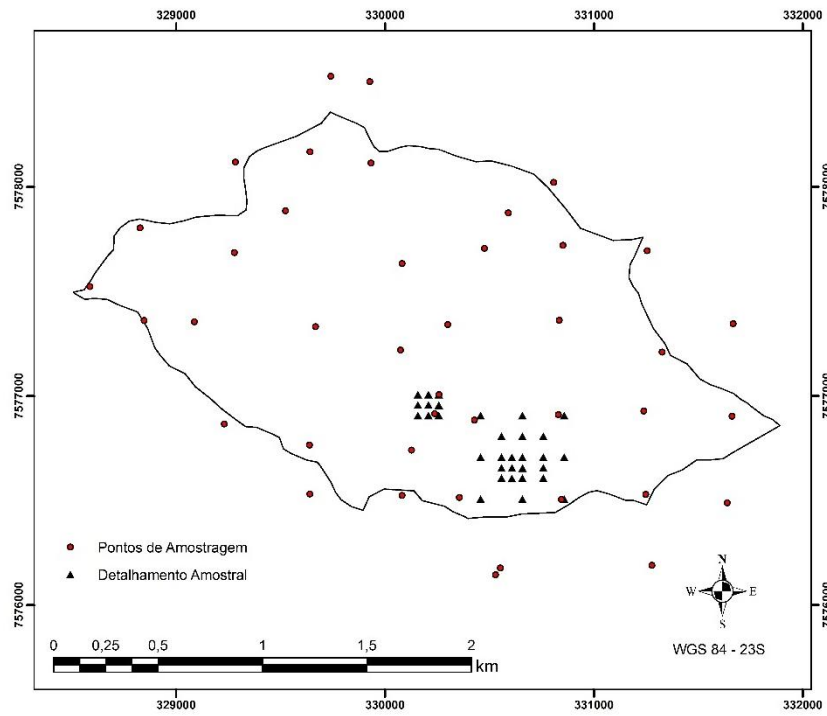 329000 330000 331000 332000
7578000 7578000
7577000 7577000
7576000 7576000
Pontos de Amostragem
Detalhamento Amostral
N
W E
S
0 0,25 0,5 1 1,5 2
km
WGS 84 - 23S
329000 330000 331000 332000